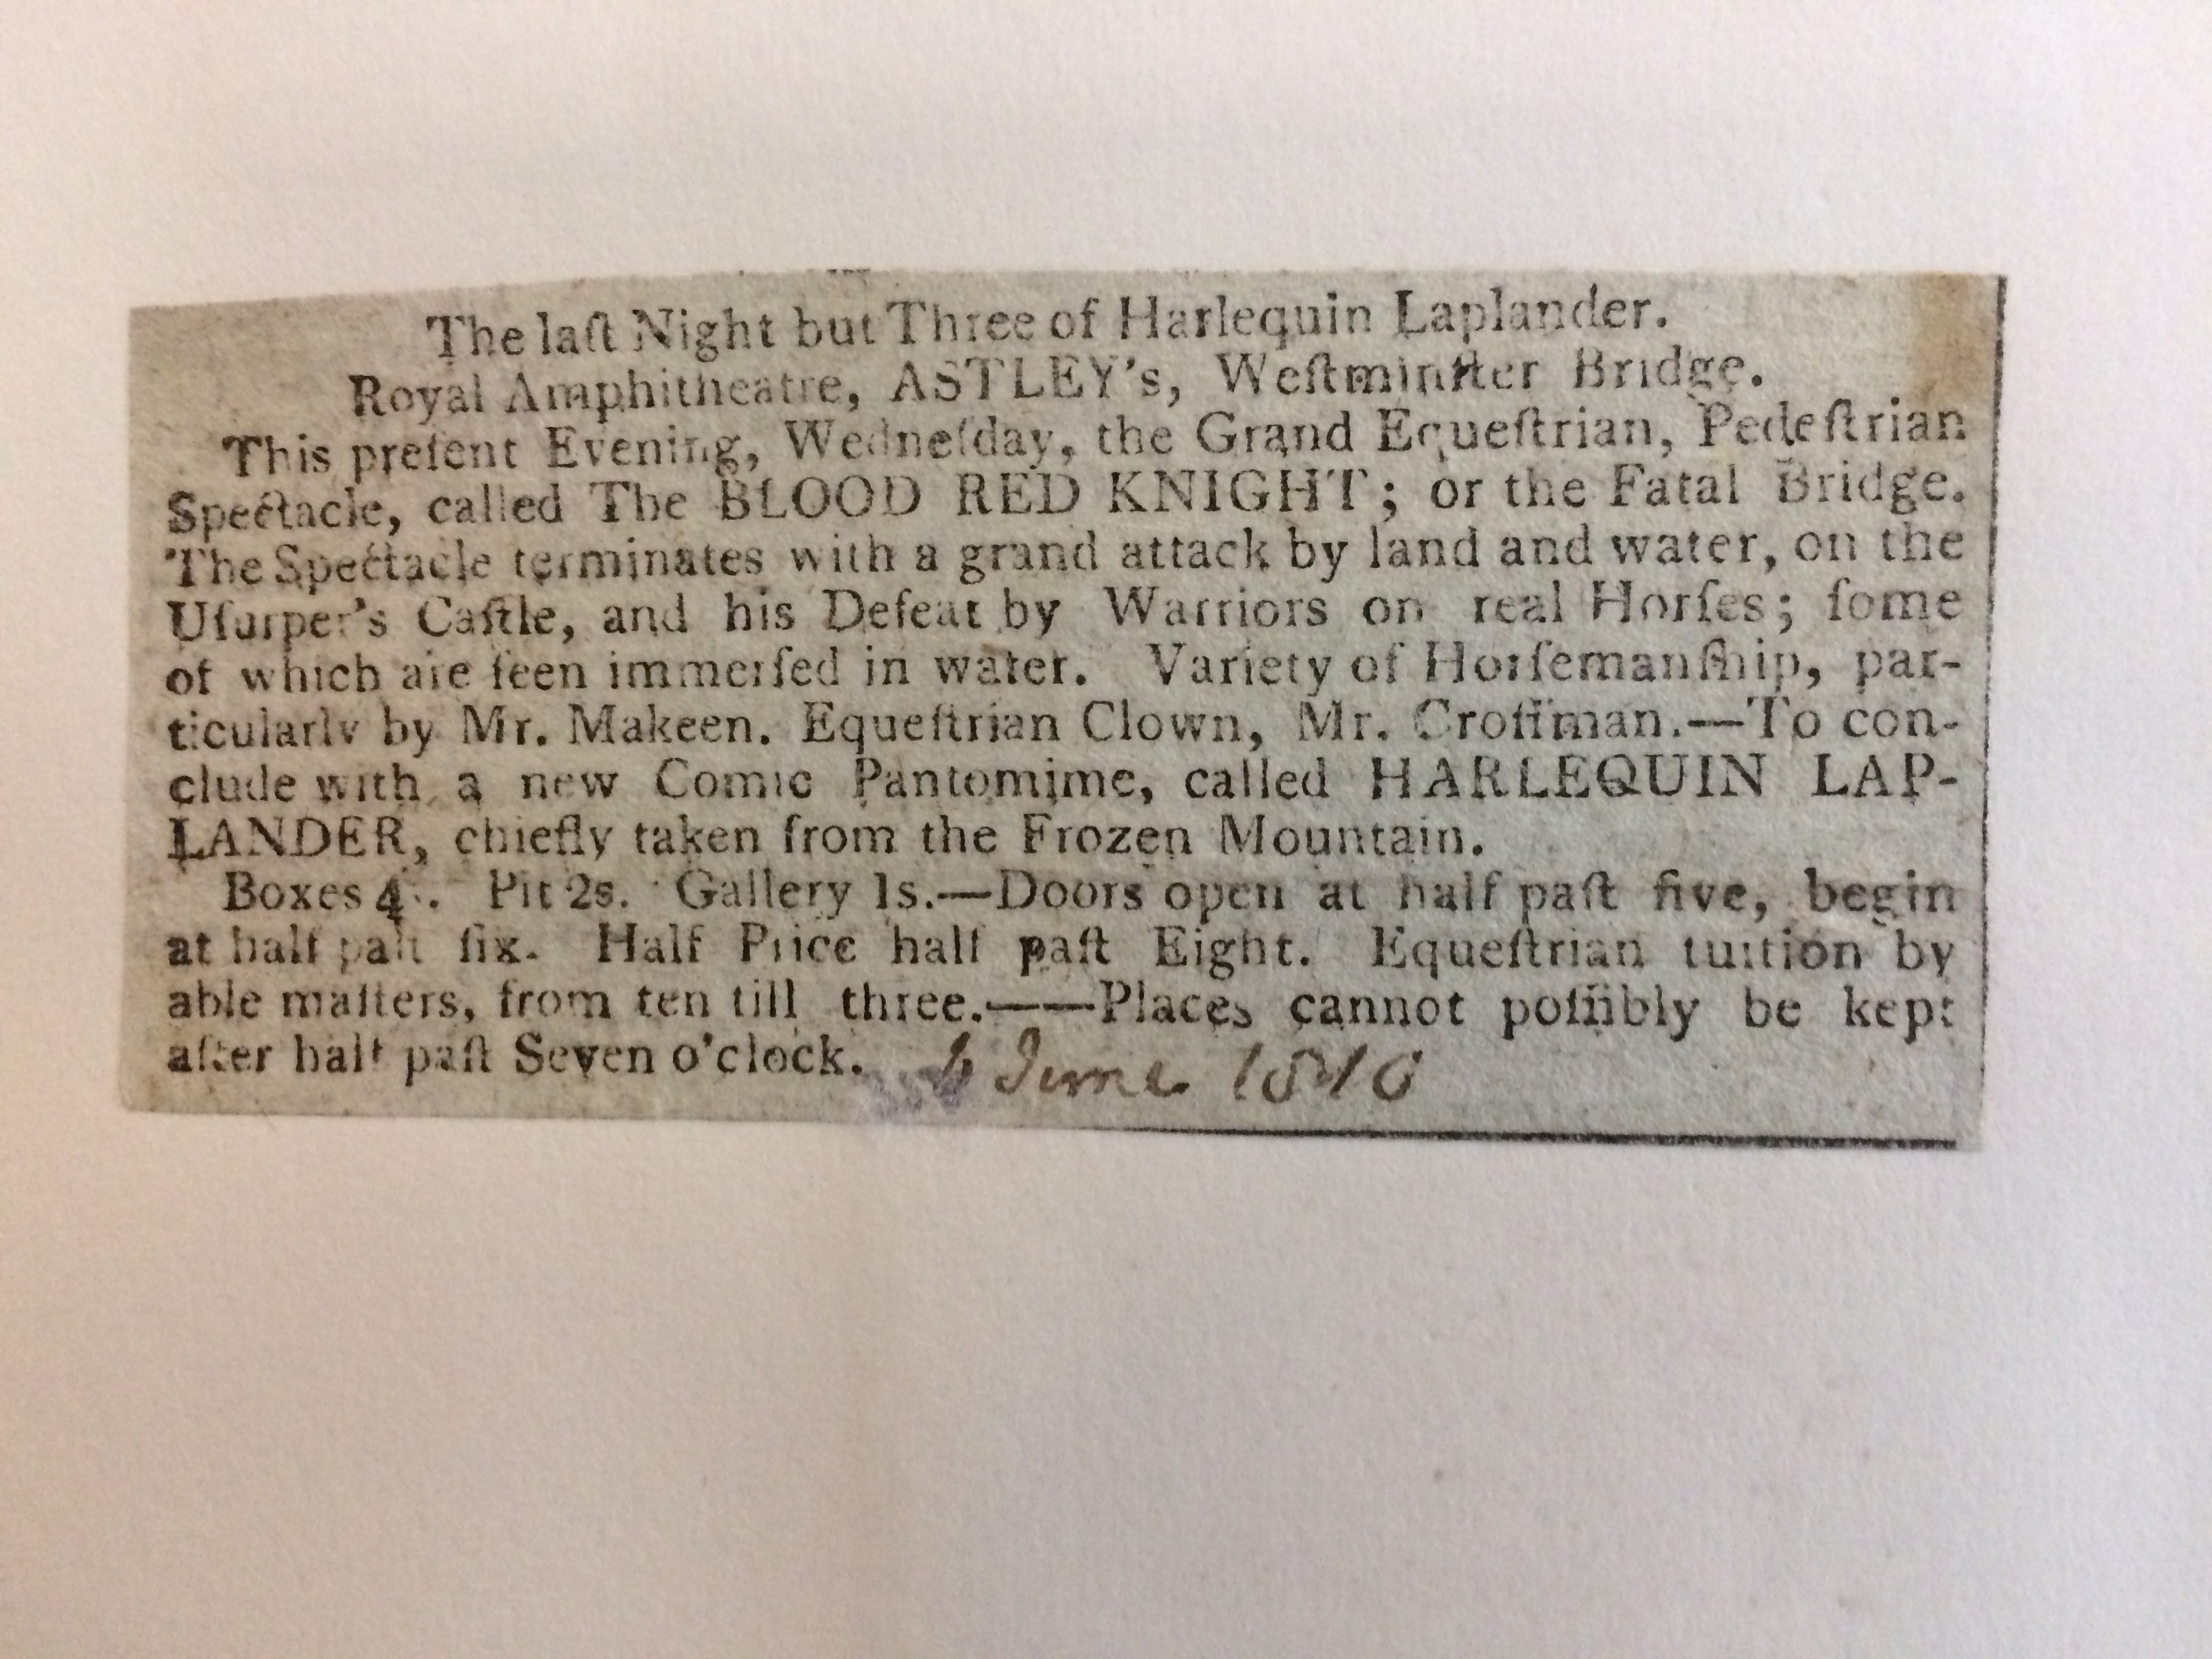 The laſt Night but Three of Harlequin Laplander.
Royal Amphitheatre, ASTLEY's, Weſtminſter Bridge.
This preſent Evening, Wedneſday, the Grand Equeſtrian, Pedeſtrian
Spectacle, called The BLOOD RED KNIGHT; or the Fatal Bridge.
The Spectacle terminates with a grand attack by land and water, on the
Uſurper's Caſtle, and his Defeat by Warriors on real Horſes; ſome
of which are ſeen immerſed in water. Variety of Horſemanſhip, par-
ticularly by Mr. Makeen. Equeſtrian Clown, Mr. Croſſman.—To con-
clude with a new Comic Pantomime, called HARLEQUIN LAP-
LANDER, chiefly taken from the Frozen Mountain.
Boxes 4s. Pit 2s. Gallery 1s.—Doors open at half paſt five, begin
at half paſt ſix. Half Price half paſt Eight. Equeſtrian tuition by
able maſters, from ten till three.——Places cannot poſſibly be kept
after half paſt Seven o'clock. 6 June 1810